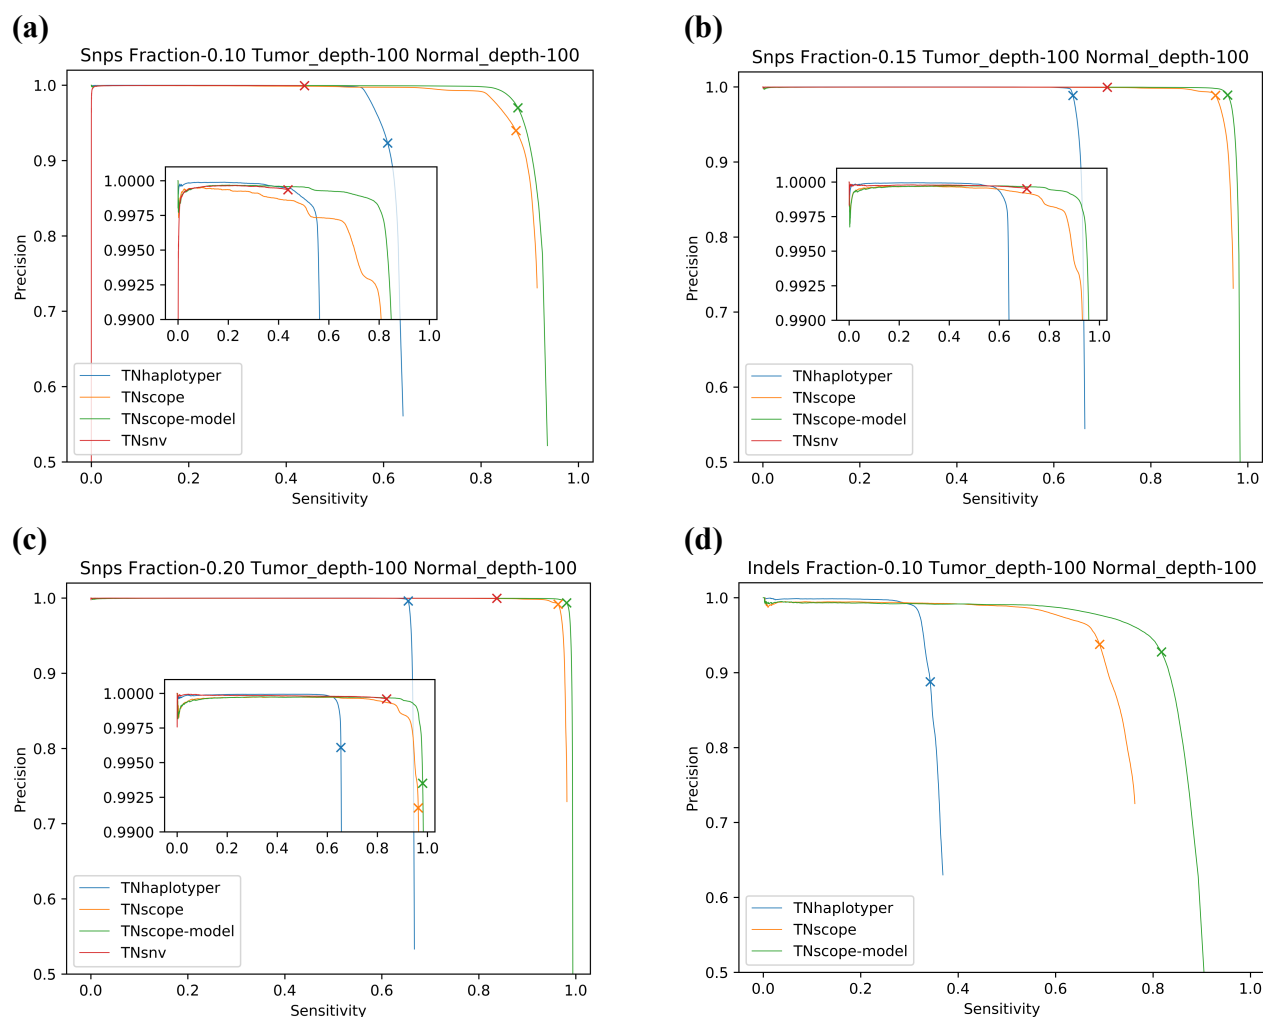 (a)
Snps Fraction-0.10 Tumor_depth-100 Normal_depth-100
1.0
0.9
0.8
0.7
0.6
0.5
Precision
1.0000
0.9975
0.9950
0.9925
0.9900
0.0 0.2 0.4 0.6 0.8 1.0
TNhaplotyper
TNscope
TNscope-model
TNsnv
0.0 0.2 0.4 0.6 0.8 1.0
Sensitivity
(b)
Snps Fraction-0.15 Tumor_depth-100 Normal_depth-100
1.0
0.9
0.8
0.7
0.6
0.5
Precision
1.0000
0.9975
0.9950
0.9925
0.9900
0.0 0.2 0.4 0.6 0.8 1.0
TNhaplotyper
TNscope
TNscope-model
TNsnv
0.0 0.2 0.4 0.6 0.8 1.0
Sensitivity
(c)
Snps Fraction-0.20 Tumor_depth-100 Normal_depth-100
1.0
0.9
0.8
0.7
0.6
0.5
Precision
1.0000
0.9975
0.9950
0.9925
0.9900
0.0 0.2 0.4 0.6 0.8 1.0
TNhaplotyper
TNscope
TNscope-model
TNsnv
0.0 0.2 0.4 0.6 0.8 1.0
Sensitivity
(d)
Indels Fraction-0.10 Tumor_depth-100 Normal_depth-100
1.0
0.9
0.8
0.7
0.6
0.5
Precision
TNhaplotyper
TNscope
TNscope-model
0.0 0.2 0.4 0.6 0.8 1.0
Sensitivity